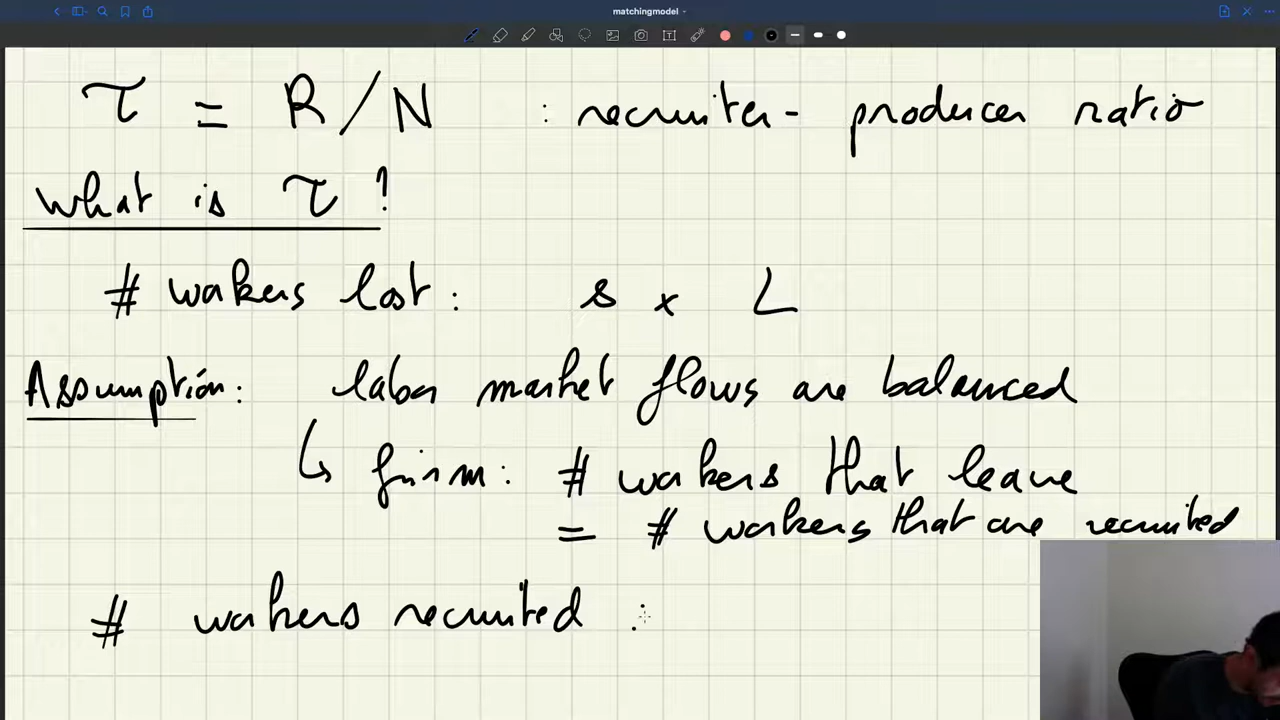 matchingmodel
τ = R/N : recruiter-producer ratio
What is τ?
# workers lost: s × L
Assumption: labor market flows are balanced
↳ firm: # workers that leave
= # workers that are recruited
# workers recruited :